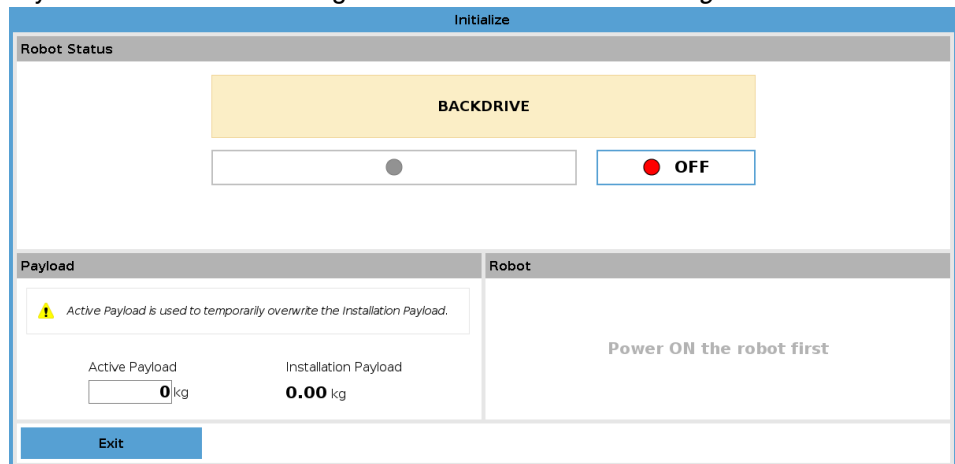 Initialize
Robot Status
BACKDRIVE
OFF
Payload
Active Payload is used to temporarily overwrite the Installation Payload.
Active Payload
Installation Payload
0 kg
0.00 kg
Robot
Power ON the robot first
Exit